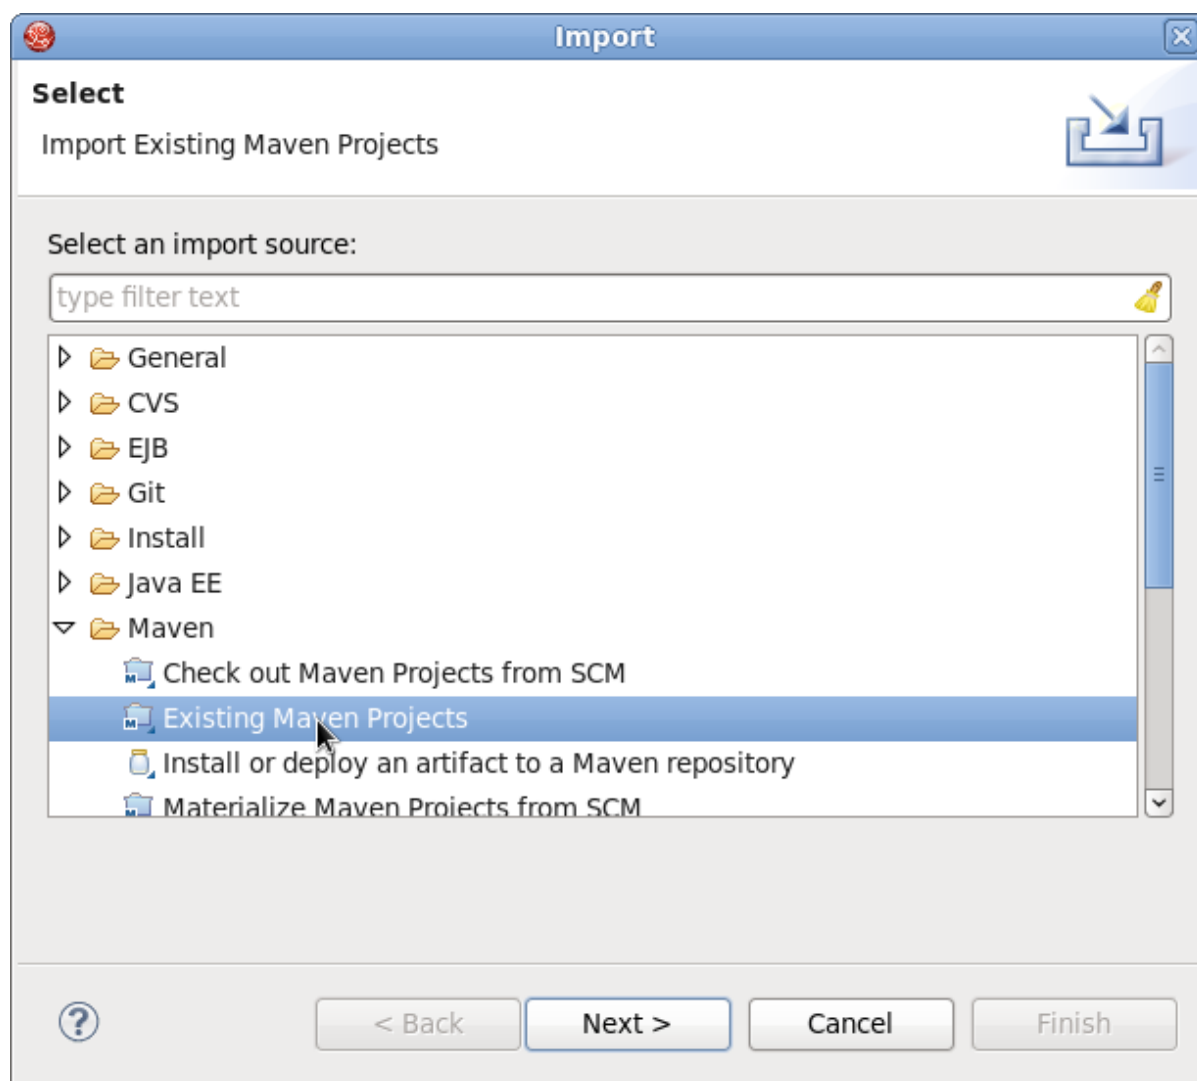 Import
Select
Import Existing Maven Projects
Select an import source:
type filter text
General
CVS
EJB
Git
Install
Java EE
Maven
Check out Maven Projects from SCM
Existing Maven Projects
Install or deploy an artifact to a Maven repository
Materialize Maven Projects from SCM
? < Back Next > Cancel Finish